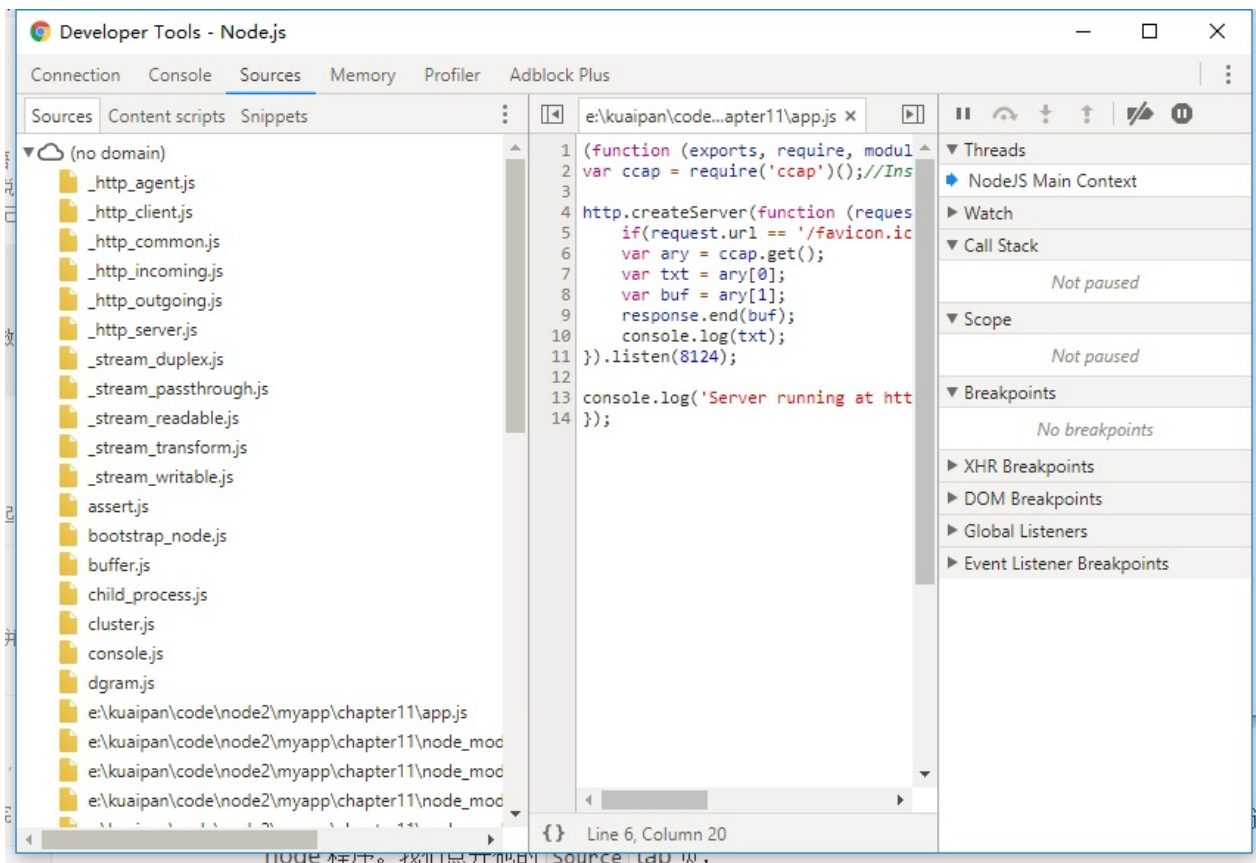 Developer Tools - Node.js
Connection Console Sources Memory Profiler Adblock Plus
Sources Content scripts Snippets
(no domain)
_http_agent.js
_http_client.js
_http_common.js
_http_incoming.js
_http_outgoing.js
_http_server.js
_stream_duplex.js
_stream_passthrough.js
_stream_readable.js
_stream_transform.js
_stream_writable.js
assert.js
bootstrap_node.js
buffer.js
child_process.js
cluster.js
console.js
dgram.js
e:\kuaipan\code\node2\myapp\chapter11\app.js
e:\kuaipan\code\node2\myapp\chapter11\node_mod
e:\kuaipan\code\node2\myapp\chapter11\node_mod
e:\kuaipan\code\node2\myapp\chapter11\node_mod
e:\kuaipan\code...apter11\app.js ×
1 (function (exports, require, modul
2 var ccap = require('ccap')();//Ins
3
4 http.createServer(function (reques
5 if(request.url == '/favicon.ic
6 var ary = ccap.get();
7 var txt = ary[0];
8 var buf = ary[1];
9 response.end(buf);
10 console.log(txt);
11 }).listen(8124);
12
13 console.log('Server running at htt
14 });
{} Line 6, Column 20
Threads
NodeJS Main Context
Watch
Call Stack
Not paused
Scope
Not paused
Breakpoints
No breakpoints
XHR Breakpoints
DOM Breakpoints
Global Listeners
Event Listener Breakpoints